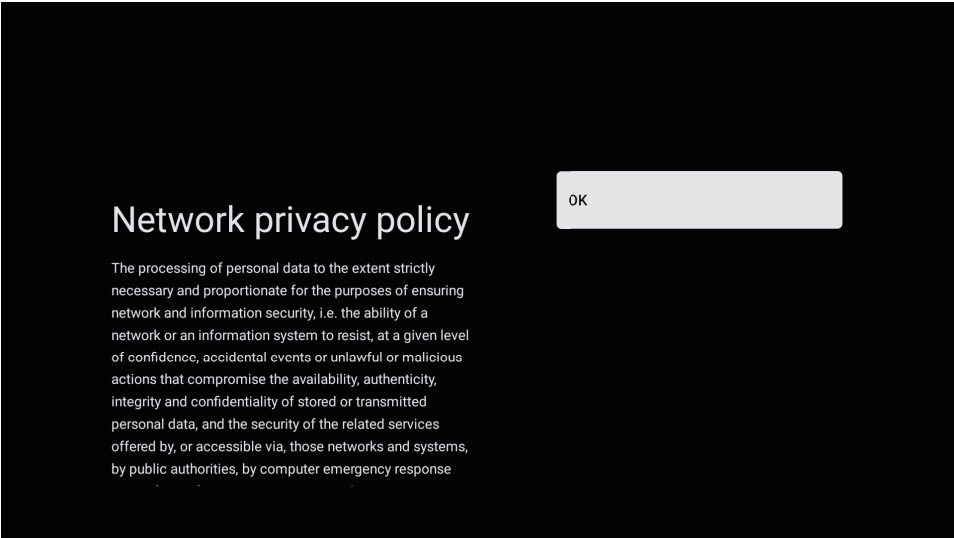 Network privacy policy
The processing of personal data to the extent strictly
necessary and proportionate for the purposes of ensuring
network and information security, i.e. the ability of a
network or an information system to resist, at a given level
of confidence, accidental events or unlawful or malicious
actions that compromise the availability, authenticity,
integrity and confidentiality of stored or transmitted
personal data, and the security of the related services
offered by, or accessible via, those networks and systems,
by public authorities, by computer emergency response
OK